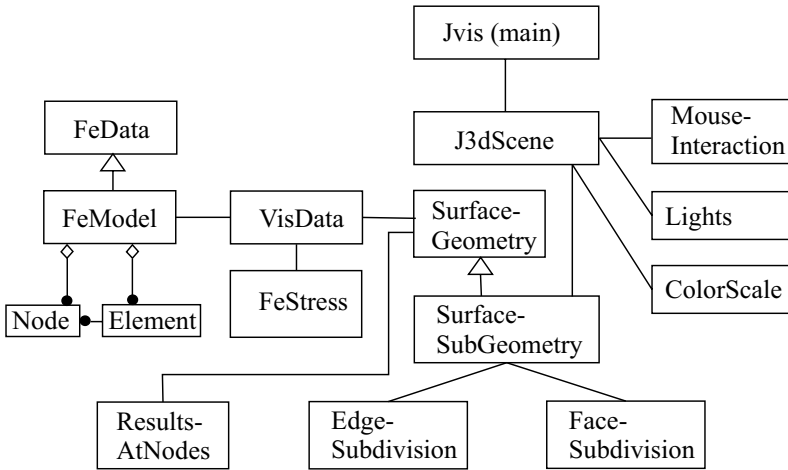 Jvis (main)
FeData
J3dScene
Mouse-
Interaction
FeModel
VisData
Surface-
Geometry
Lights
FeStress
ColorScale
Node
Element
Surface-
SubGeometry
Results-
AtNodes
Edge-
Subdivision
Face-
Subdivision